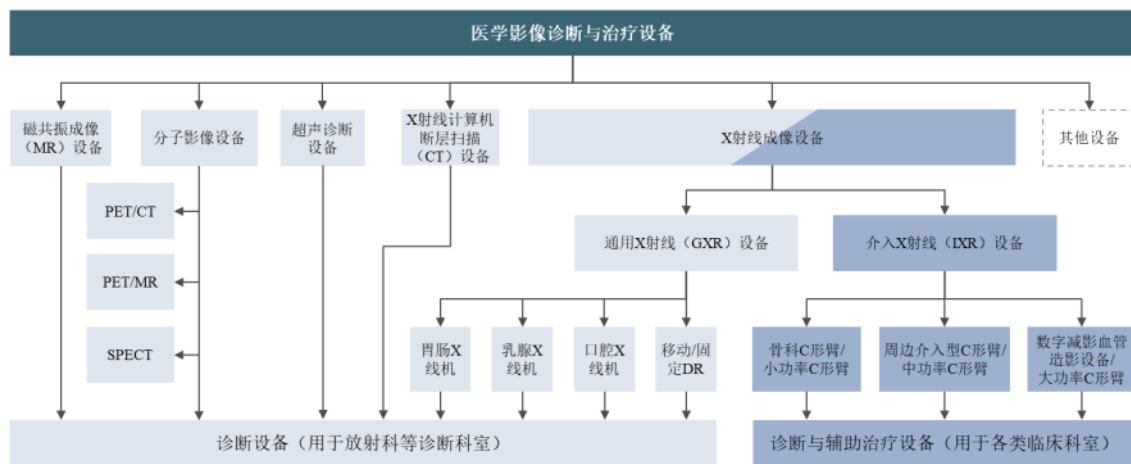 医学影像诊断与治疗设备
磁共振成像
（MR）设备
分子影像设备
超声诊断
设备
X射线计算机
断层扫描
（CT）设备
X射线成像设备
其他设备
PET/CT
PET/MR
SPECT
通用X射线（GXR）设备
介入X射线（IXR）设备
胃肠X
线机
乳腺X
线机
口腔X
线机
移动/固
定DR
骨科C形臂/
小功率C形臂
周边介入型C形臂/
中功率C形臂
数字减影血管
造影设备/
大功率C形臂
诊断设备（用于放射科等诊断科室）
诊断与辅助治疗设备（用于各类临床科室）